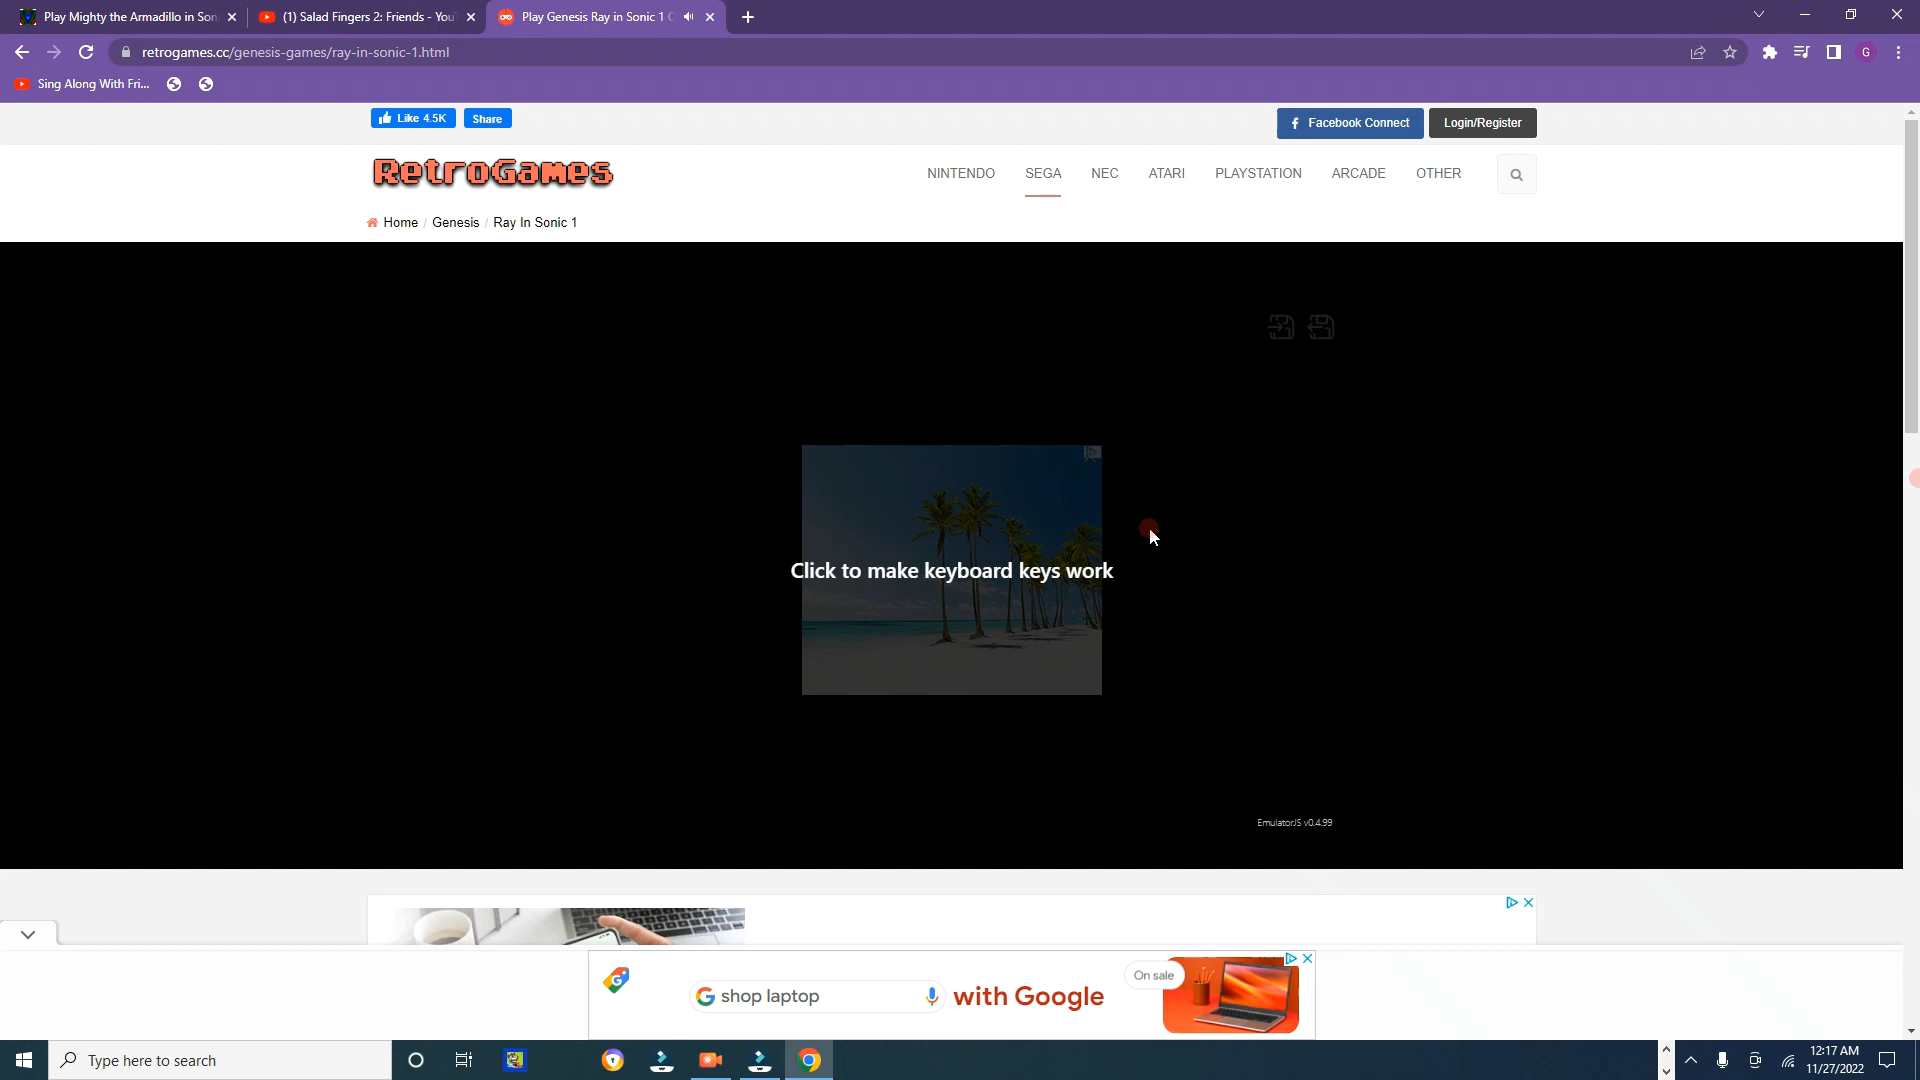 Play Mighty the Armadillo in Son
(1) Salad Fingers 2: Friends - You
Play Genesis Ray in Sonic 1 C
retrogames.cc/genesis-games/ray-in-sonic-1.html
G
Sing Along With Fri...
Like 4.5K
Share
Facebook Connect
Login/Register
RetroGames
NINTENDO
SEGA
NEC
ATARI
PLAYSTATION
ARCADE
OTHER
Home / Genesis / Ray In Sonic 1
Click to make keyboard keys work
EmulatorJS v0.4.99
shop laptop
with Google
On sale
Type here to search
12:17 AM
11/27/2022